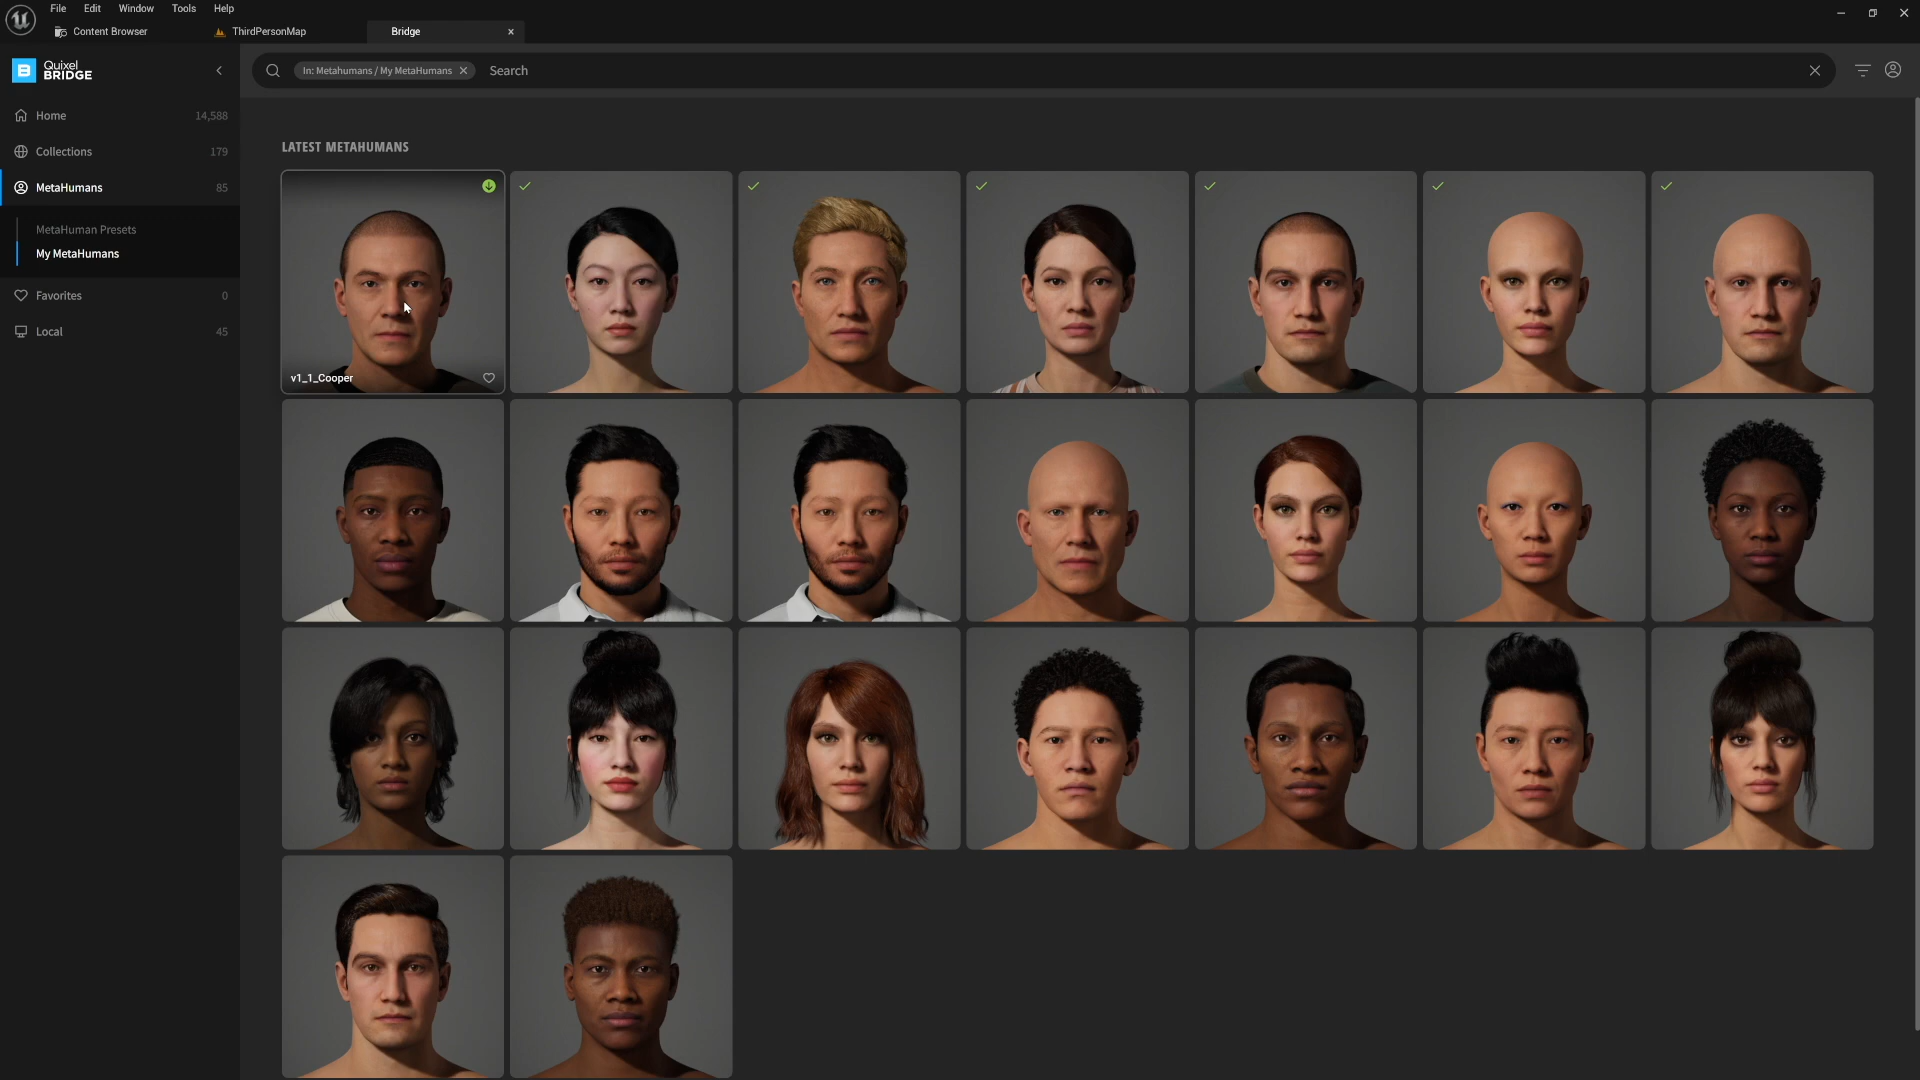 File Edit Window Tools Help
Content Browser ThirdPersonMap Bridge
Quixel
BRIDGE
In: Metahumans / My MetaHumans Search
Home 14,588
Collections 179
MetaHumans 85
MetaHuman Presets
My MetaHumans
Favorites 0
Local 45
LATEST METAHUMANS
v1_1_Cooper